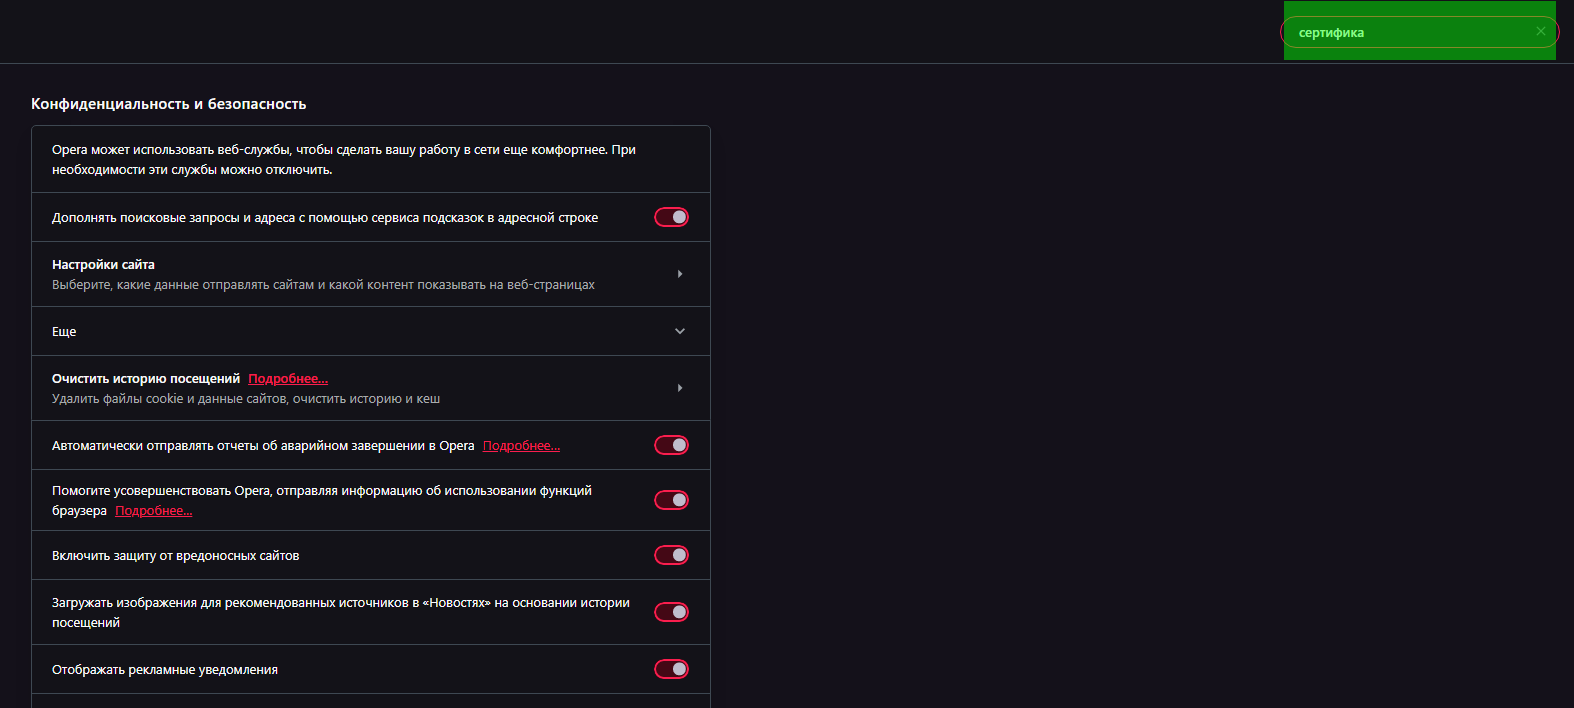 сертифика
Конфиденциальность и безопасность
Opera может использовать веб-службы, чтобы сделать вашу работу в сети еще комфортнее. При
необходимости эти службы можно отключить.
Дополнять поисковые запросы и адреса с помощью сервиса подсказок в адресной строке
Настройки сайта
Выберите, какие данные отправлять сайтам и какой контент показывать на веб-страницах
Еще
Очистить историю посещений Подробнее...
Удалить файлы cookie и данные сайтов, очистить историю и кеш
Автоматически отправлять отчеты об аварийном завершении в Opera Подробнее...
Помогите усовершенствовать Opera, отправляя информацию об использовании функций
браузера Подробнее...
Включить защиту от вредоносных сайтов
Загружать изображения для рекомендованных источников в «Новостях» на основании истории
посещений
Отображать рекламные уведомления